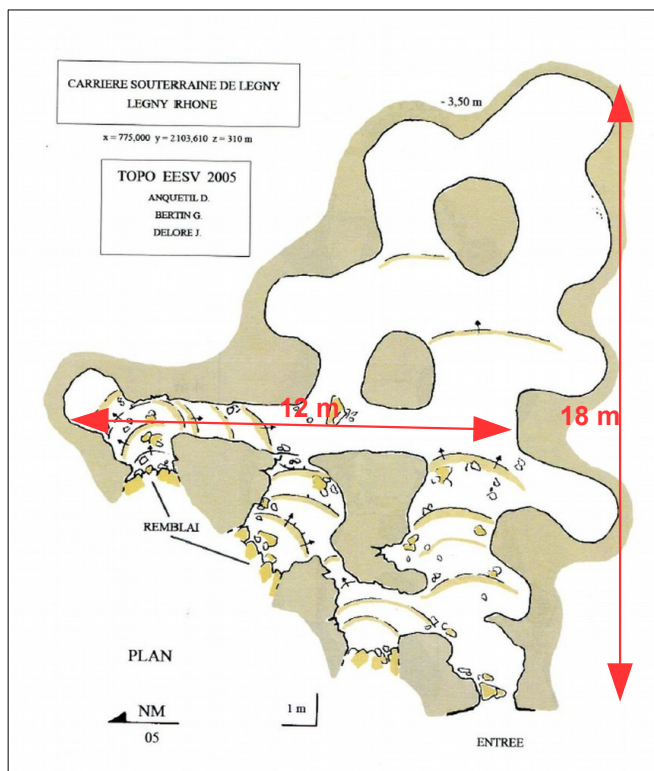 CARRIERE SOUTERRAINE DE LEGNY
LEGNY RHONE
x = 775,000 y = 2103,610 z = 310 m
TOPO EESV 2005
ANQUETIL D.
BERTIN G.
DELORE J.
- 3,50 m
12 m
18 m
REMBLAI
PLAN
NM
05
1 m
ENTREE